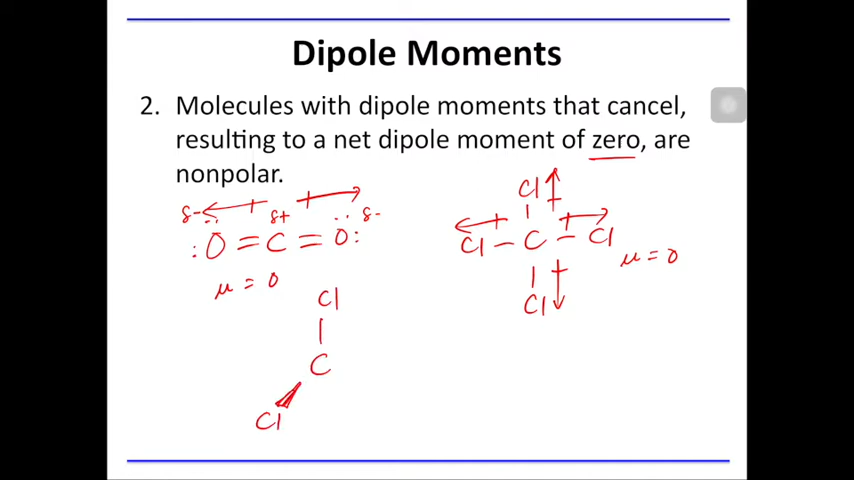 Dipole Moments
2. Molecules with dipole moments that cancel,
resulting to a net dipole moment of zero, are
nonpolar.
δ- δ+ δ-
:Ö=C=Ö:
μ = 0
Cl
Cl - C - Cl
Cl
μ = 0
Cl
C
Cl